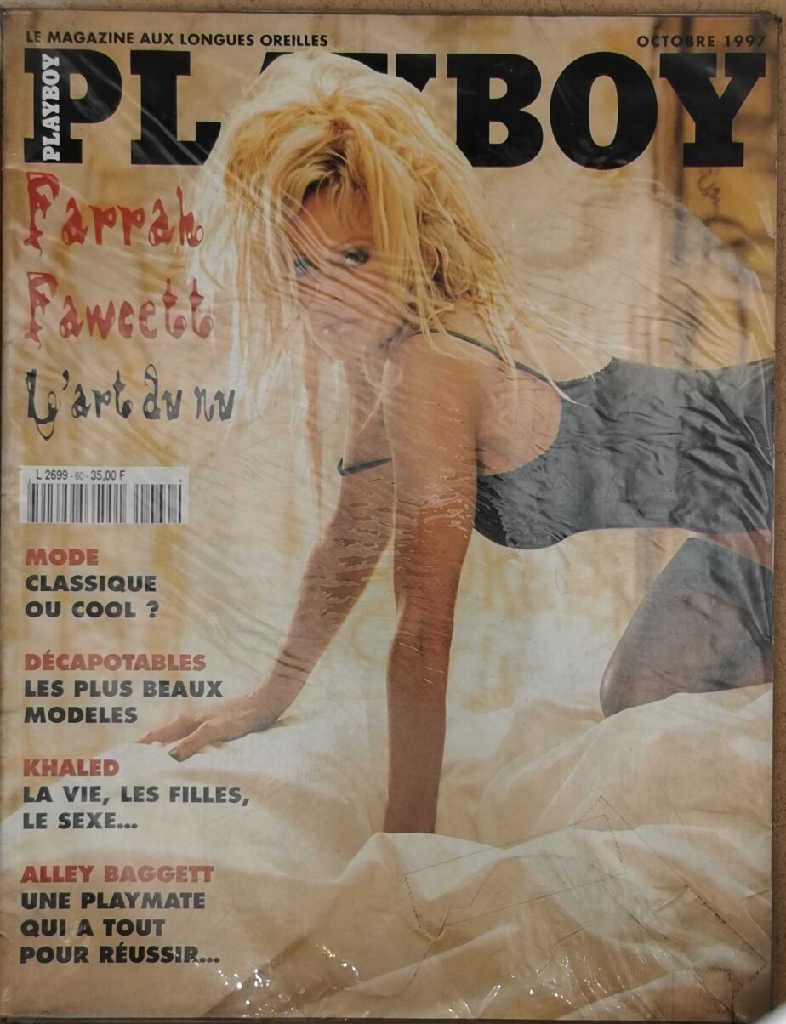 LE MAGAZINE AUX LONGUES OREILLES
OCTOBRE 1997
PLAYBOY
PLAYBOY
Farrah
Fawcett
L'art du nu
L 2699 - 60 - 35,00 F
MODE
CLASSIQUE
OU COOL ?
DÉCAPOTABLES
LES PLUS BEAUX
MODELES
KHALED
LA VIE, LES FILLES,
LE SEXE...
ALLEY BAGGETT
UNE PLAYMATE
QUI A TOUT
POUR RÉUSSIR...